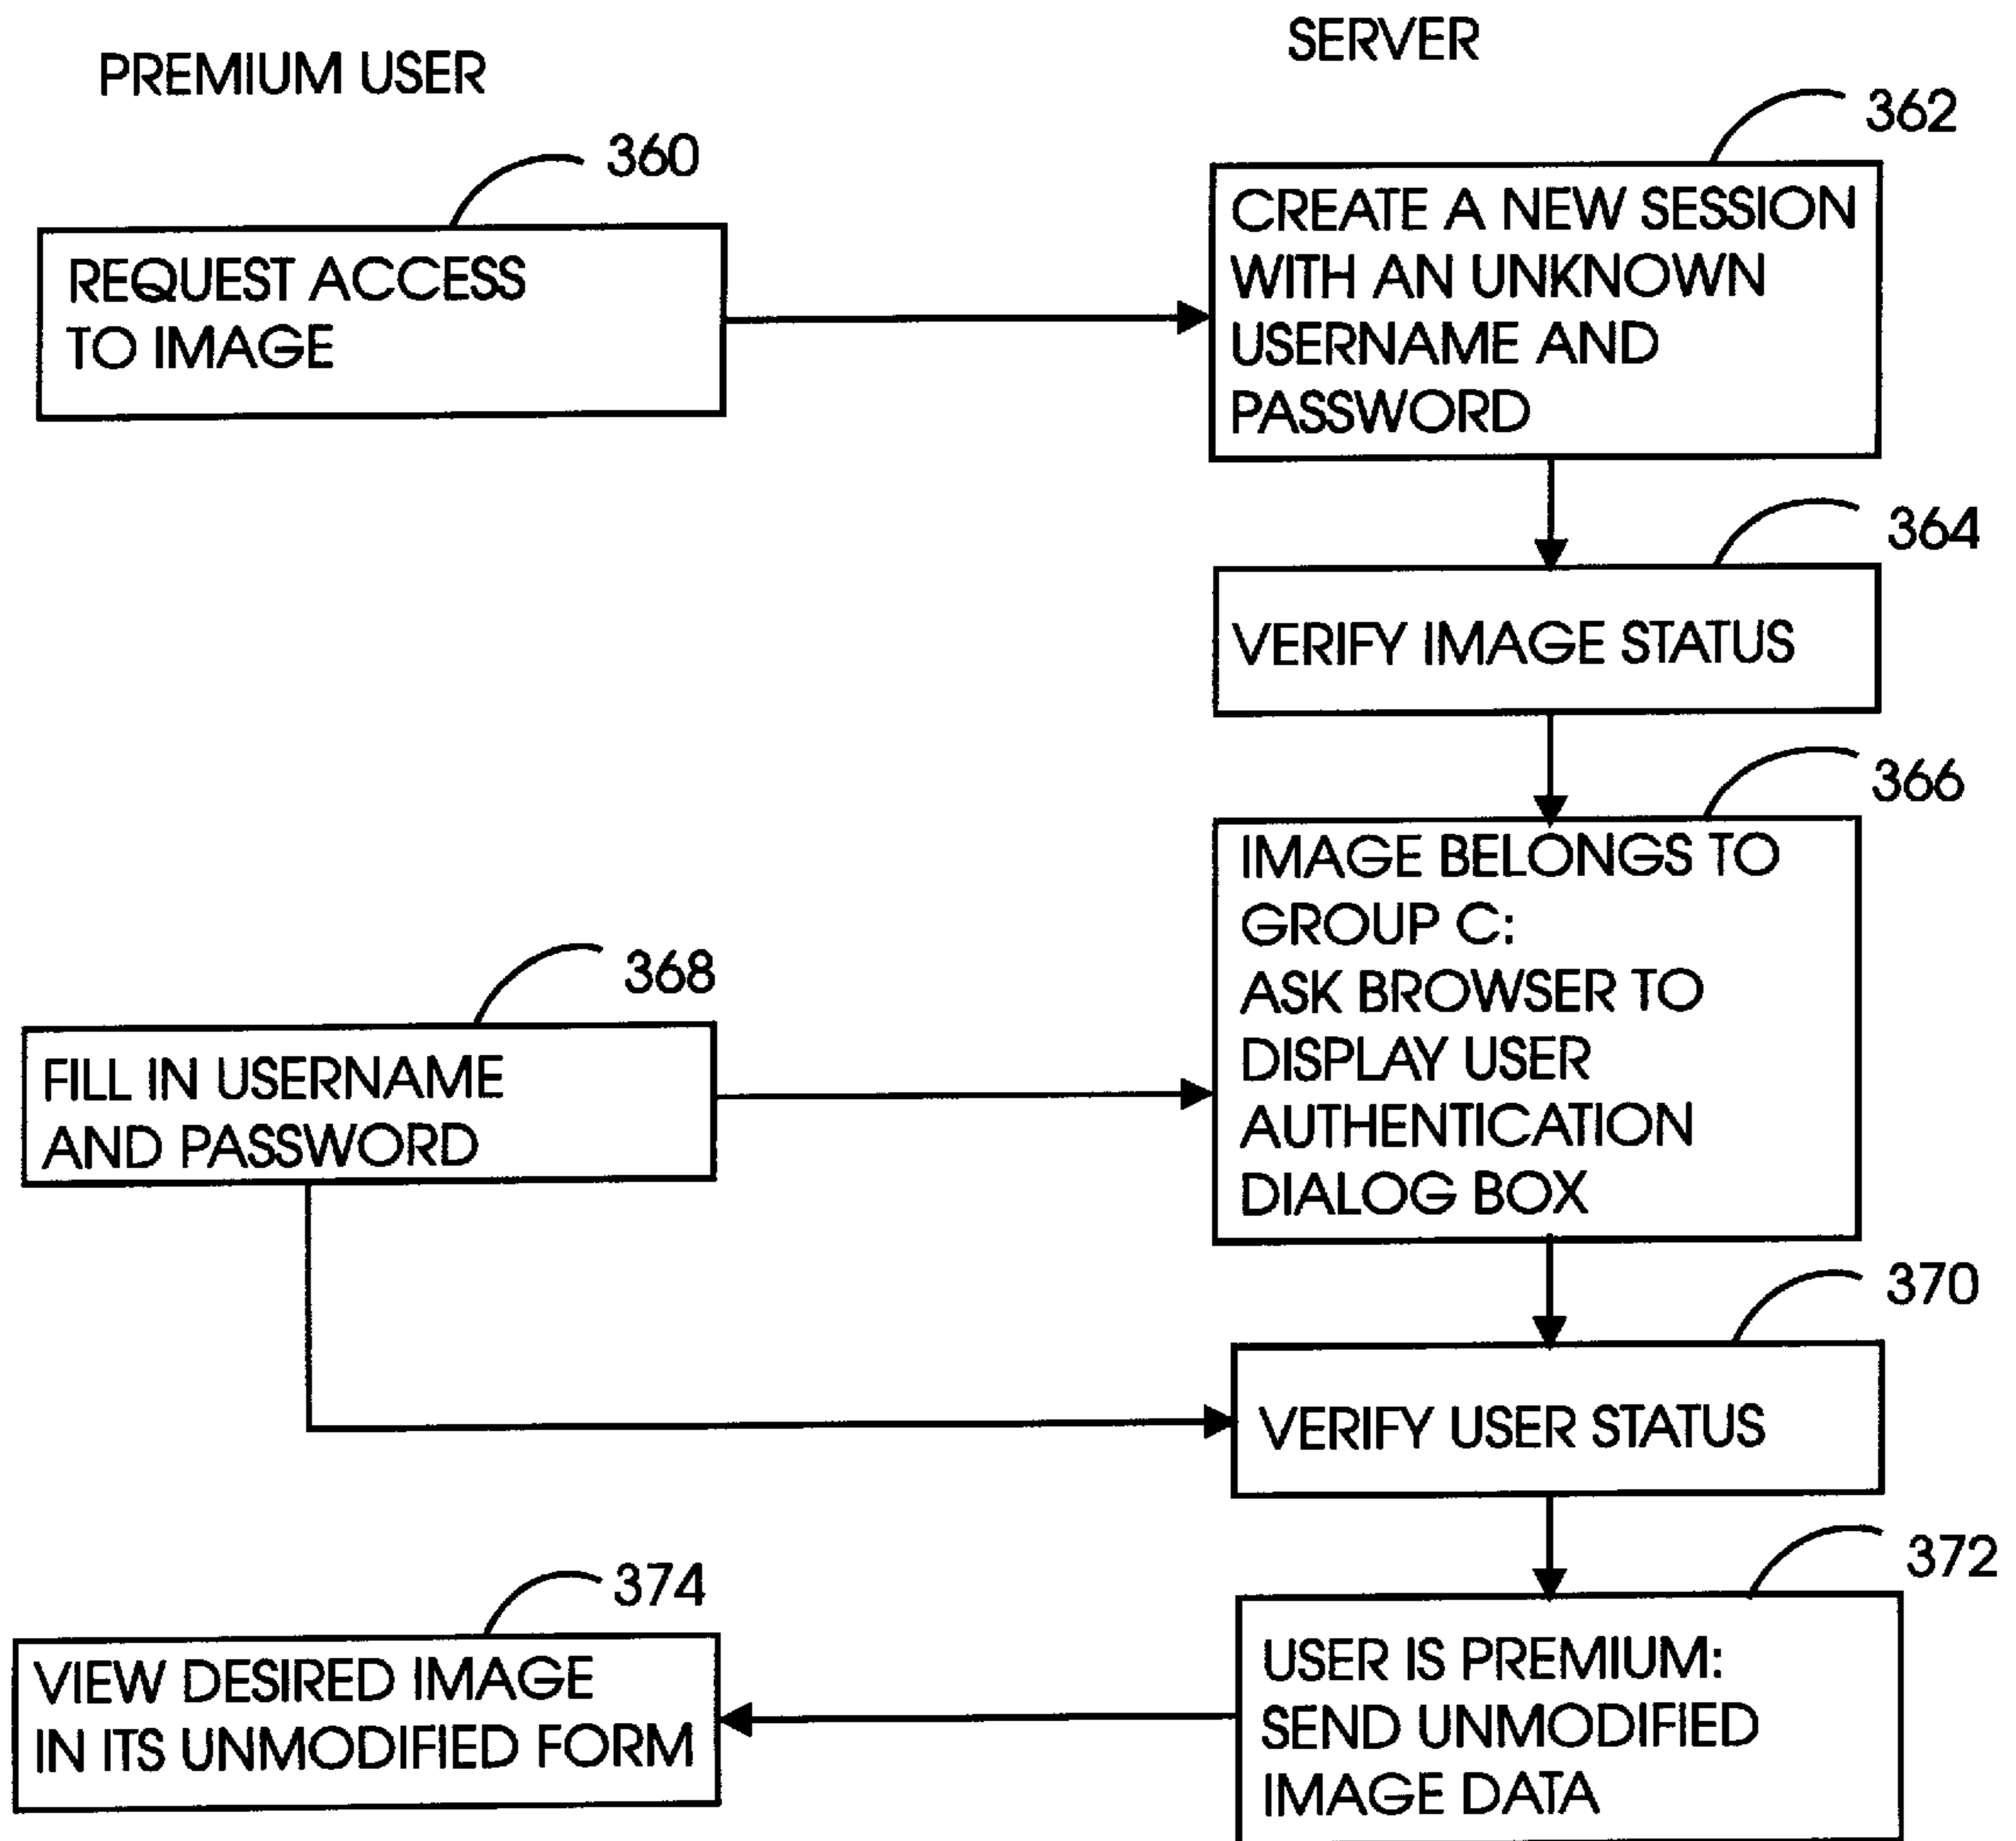 PREMIUM USER
SERVER
360
REQUEST ACCESS
TO IMAGE
362
CREATE A NEW SESSION
WITH AN UNKNOWN
USERNAME AND
PASSWORD
364
VERIFY IMAGE STATUS
366
IMAGE BELONGS TO
GROUP C:
ASK BROWSER TO
DISPLAY USER
AUTHENTICATION
DIALOG BOX
368
FILL IN USERNAME
AND PASSWORD
370
VERIFY USER STATUS
372
USER IS PREMIUM:
SEND UNMODIFIED
IMAGE DATA
374
VIEW DESIRED IMAGE
IN ITS UNMODIFIED FORM